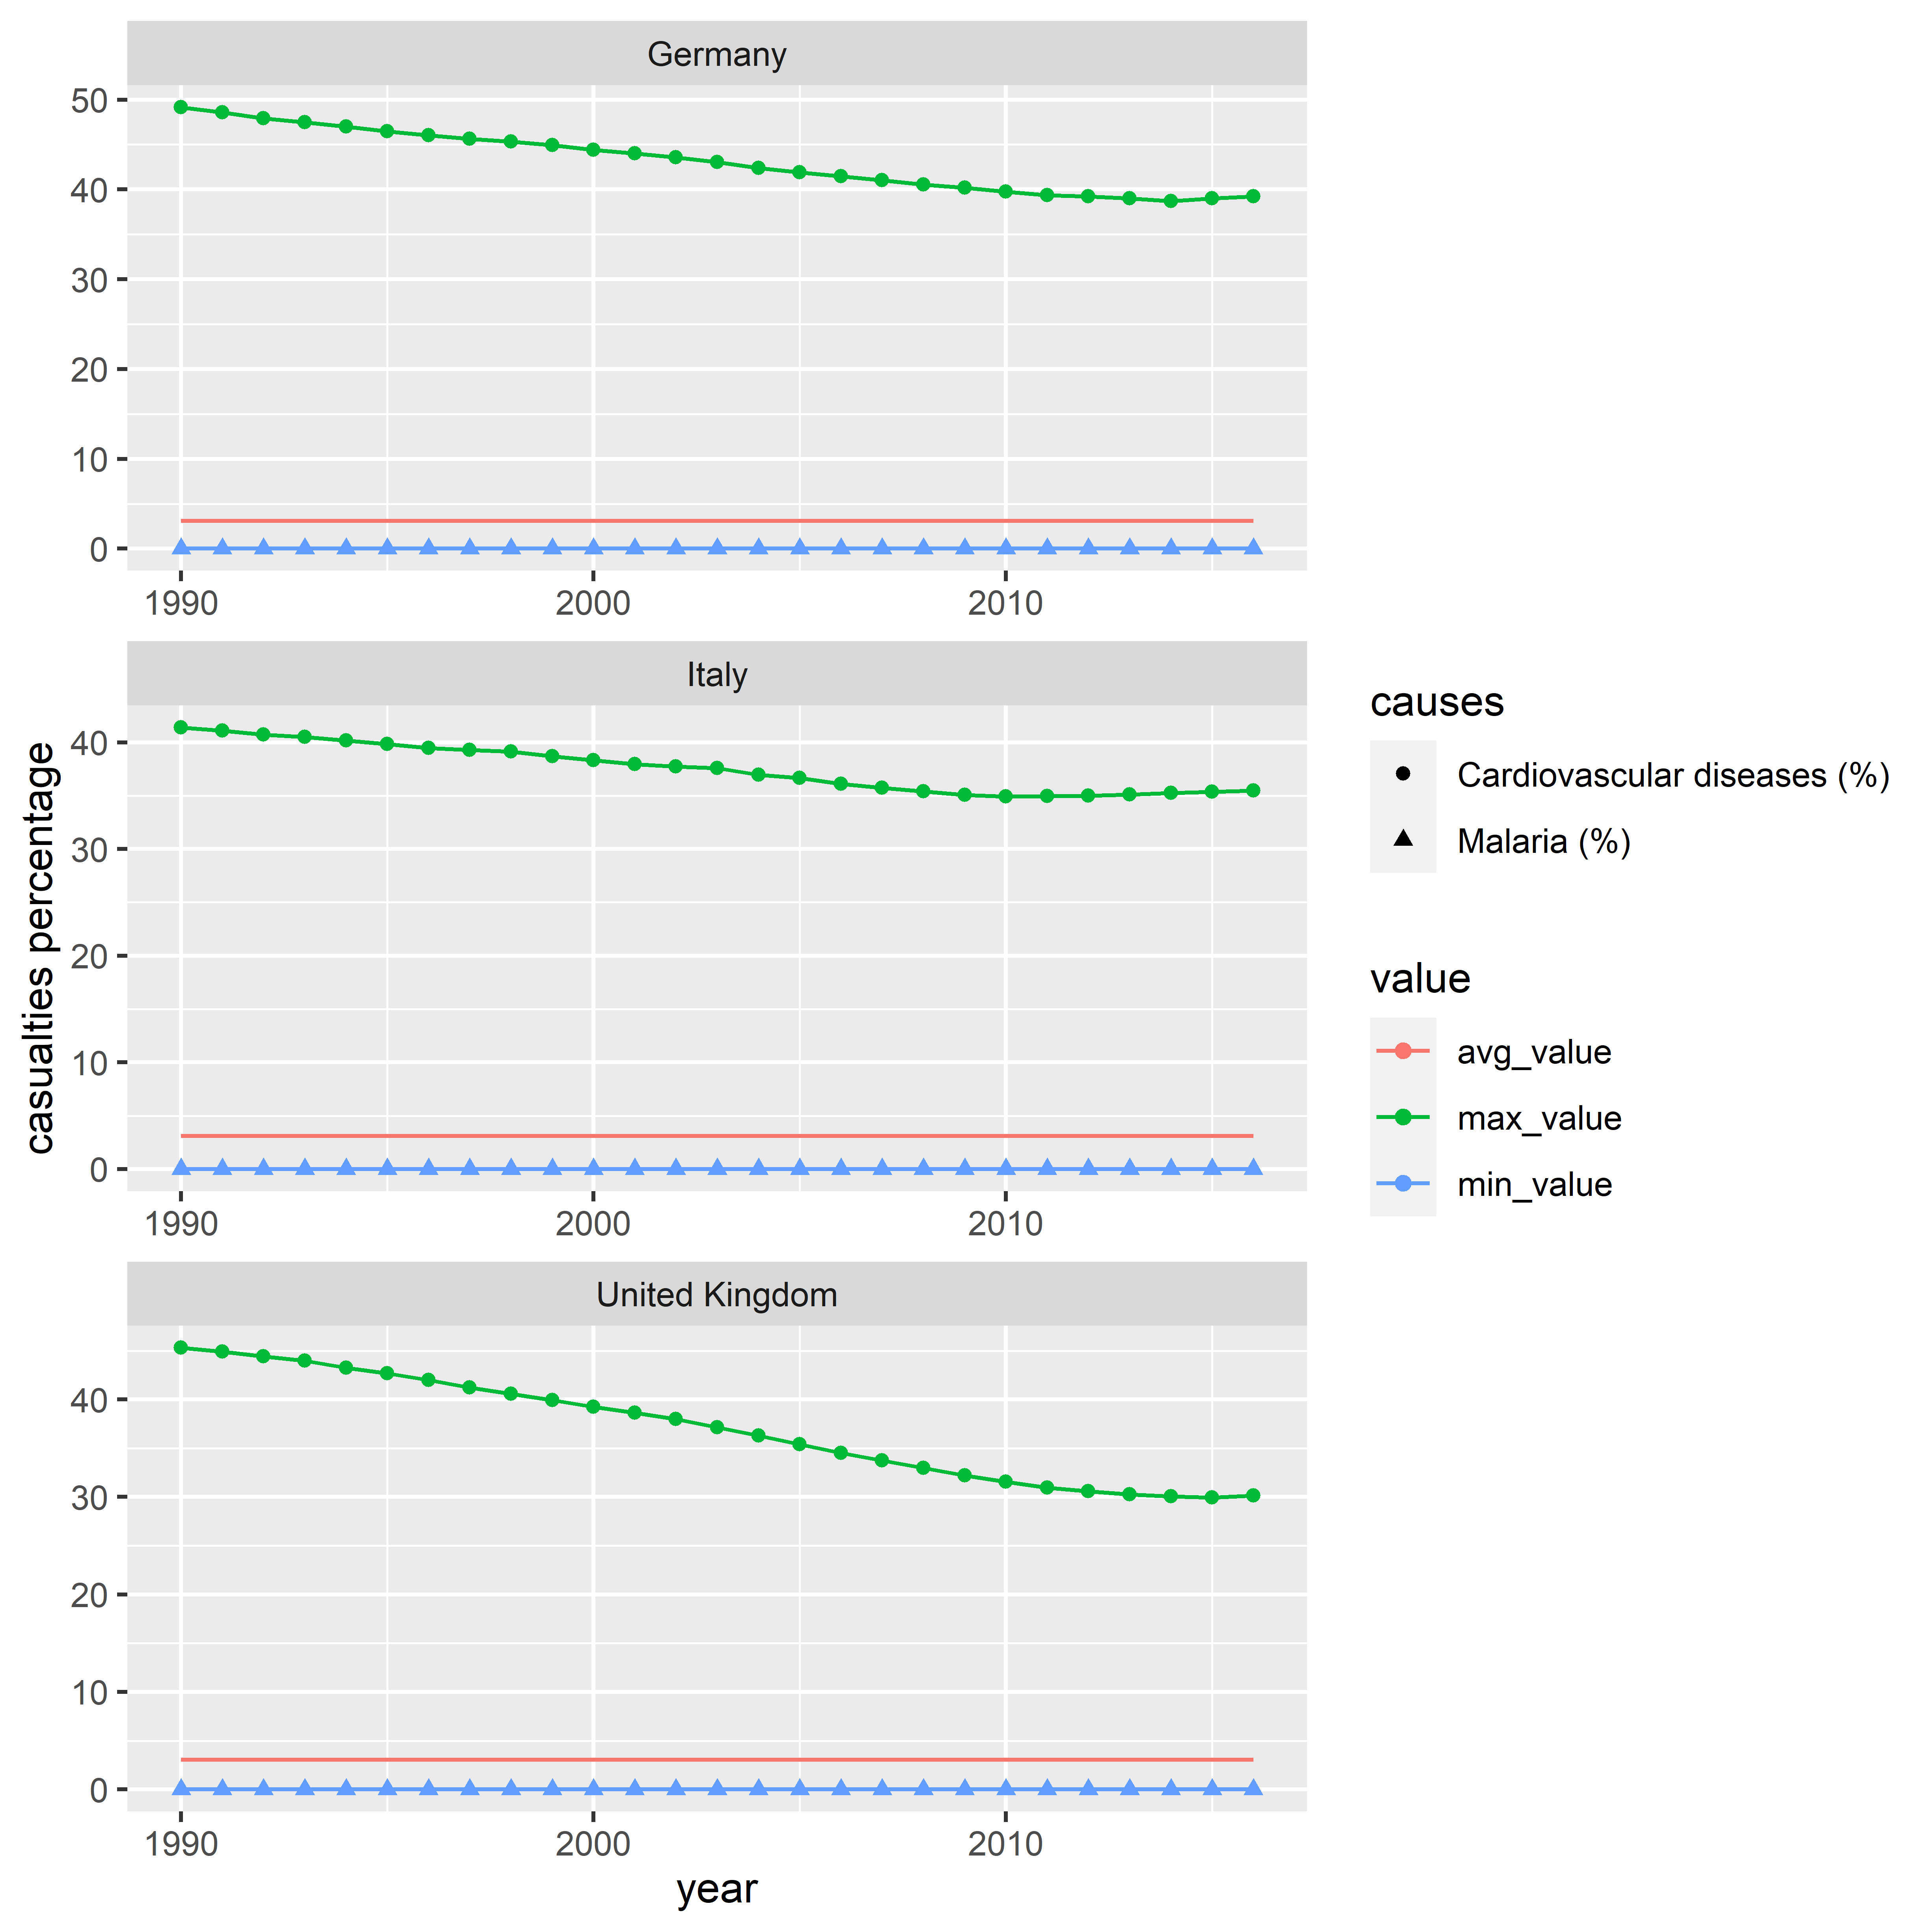 Germany
50
40
30
20
10
0
1990 2000 2010
Italy
40
30
20
10
0
1990 2000 2010
United Kingdom
40
30
20
10
0
1990 2000 2010
year
casualties percentage
causes
Cardiovascular diseases (%)
Malaria (%)
value
avg_value
max_value
min_value